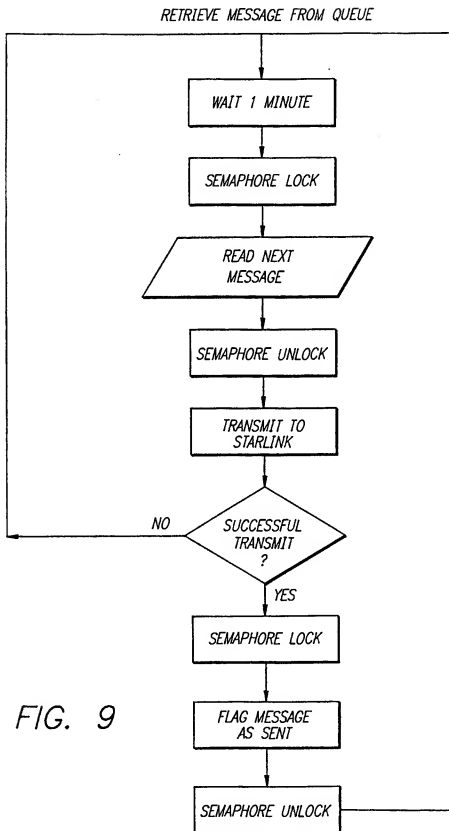 RETRIEVE MESSAGE FROM QUEUE
WAIT 1 MINUTE
SEMAPHORE LOCK
READ NEXT
MESSAGE
SEMAPHORE UNLOCK
TRANSMIT TO
STARLINK
SUCCESSFUL
TRANSMIT
?
NO
YES
SEMAPHORE LOCK
FLAG MESSAGE
AS SENT
SEMAPHORE UNLOCK
FIG. 9